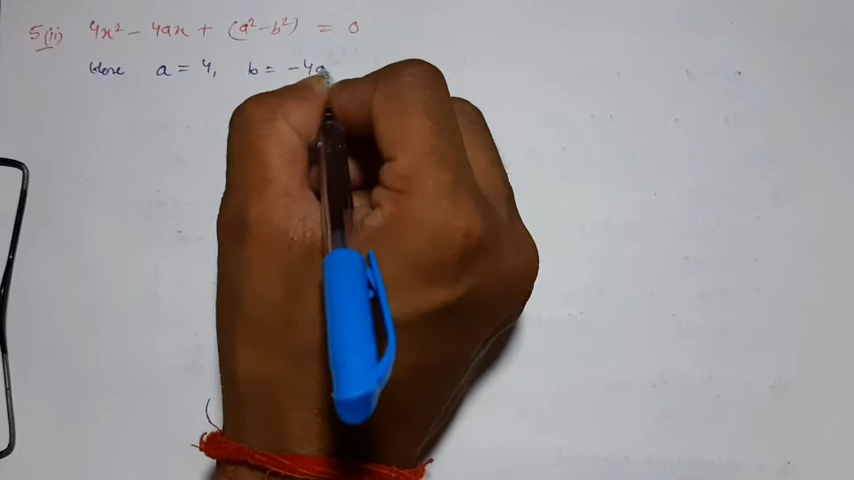 5(ii) 4x² - 4ax + (a² - b²) = 0
Here a = 4, b = -4a